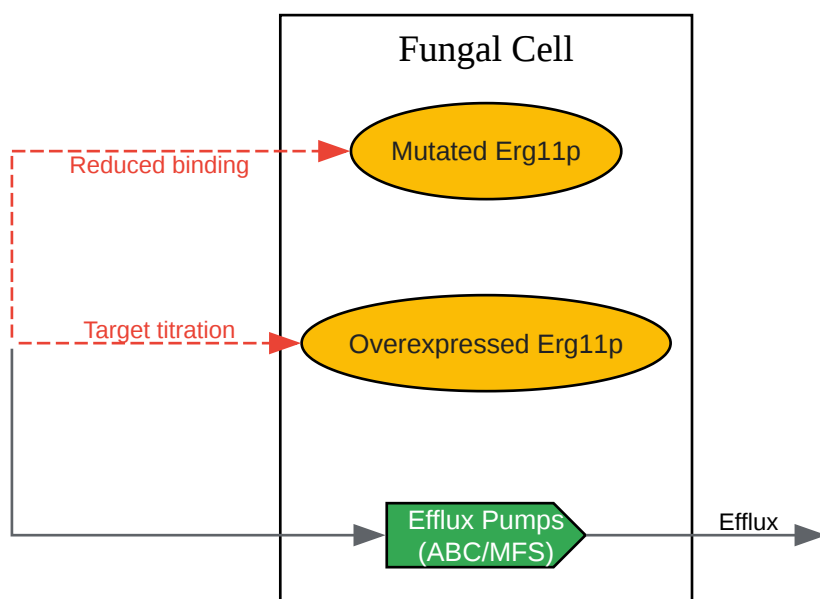 Fungal Cell
Mutated Erg11p
Reduced binding
Target titration
Overexpressed Erg11p
Efflux Pumps
(ABC/MFS)
Efflux